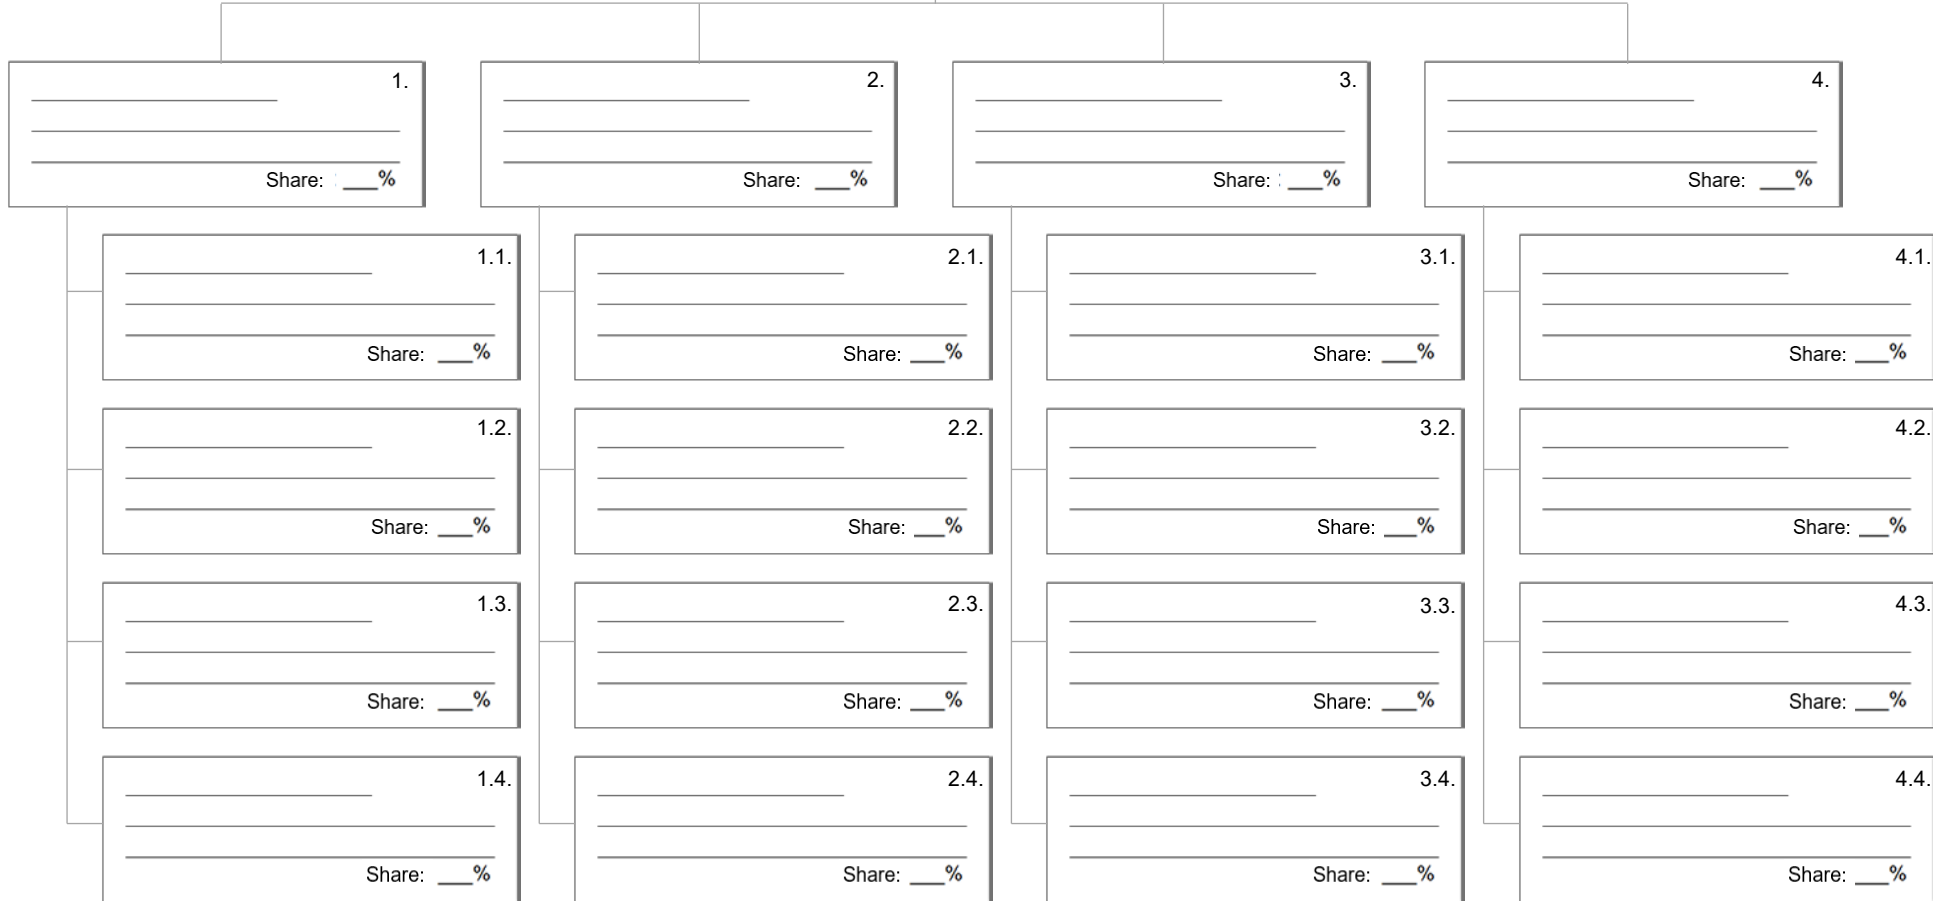 1.
Share: ___%
2.
Share: ___%
3.
Share: ___%
4.
Share: ___%
1.1.
Share: ___%
2.1.
Share: ___%
3.1.
Share: ___%
4.1.
Share: ___%
1.2.
Share: ___%
2.2.
Share: ___%
3.2.
Share: ___%
4.2.
Share: ___%
1.3.
Share: ___%
2.3.
Share: ___%
3.3.
Share: ___%
4.3.
Share: ___%
1.4.
Share: ___%
2.4.
Share: ___%
3.4.
Share: ___%
4.4.
Share: ___%